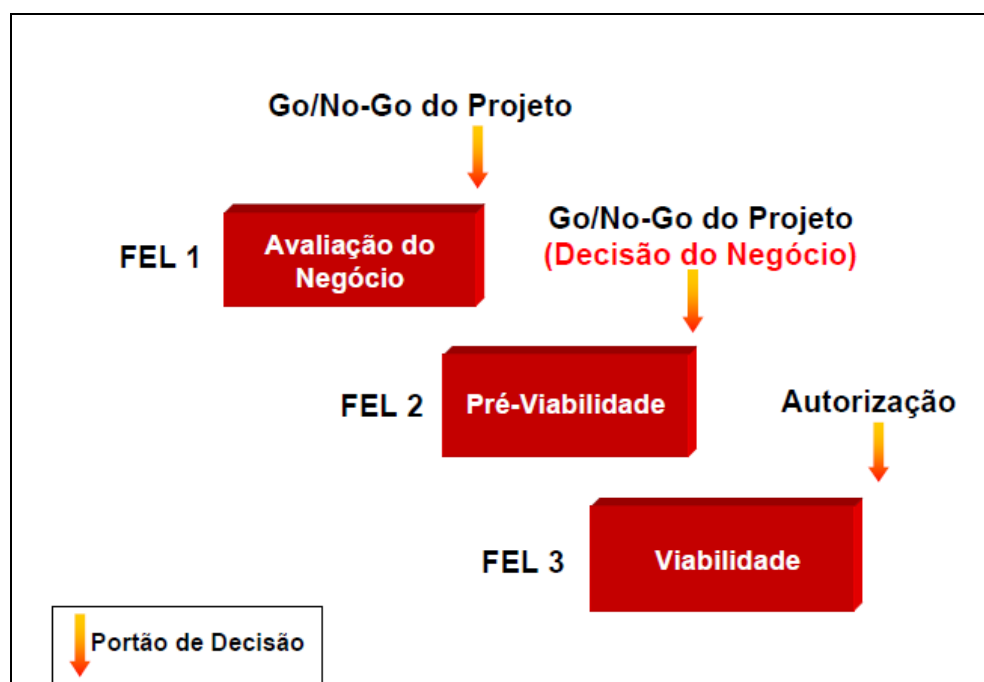 Go/No-Go do Projeto
FEL 1
Avaliação do
Negócio
Go/No-Go do Projeto
(Decisão do Negócio)
FEL 2
Pré-Viabilidade
Autorização
FEL 3
Viabilidade
Portão de Decisão